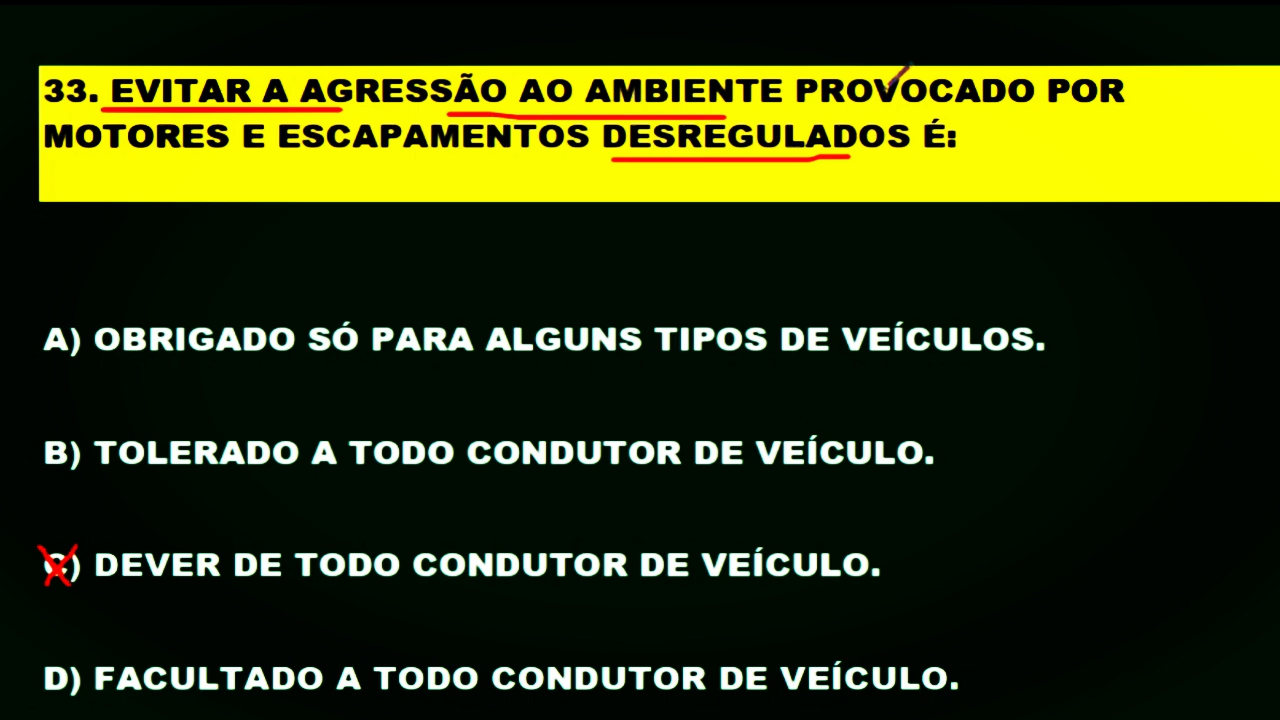 33. EVITAR A AGRESSÃO AO AMBIENTE PROVOCADO POR
MOTORES E ESCAPAMENTOS DESREGULADOS É:
A) OBRIGADO SÓ PARA ALGUNS TIPOS DE VEÍCULOS.
B) TOLERADO A TODO CONDUTOR DE VEÍCULO.
C) DEVER DE TODO CONDUTOR DE VEÍCULO.
D) FACULTADO A TODO CONDUTOR DE VEÍCULO.